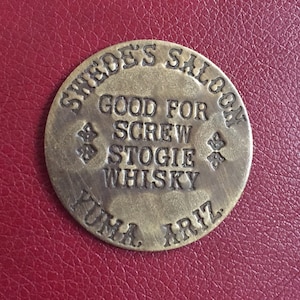 SWEDE'S SALOON
GOOD FOR
SCREW
STOGIE
WHISKY
YUMA, ARIZ.